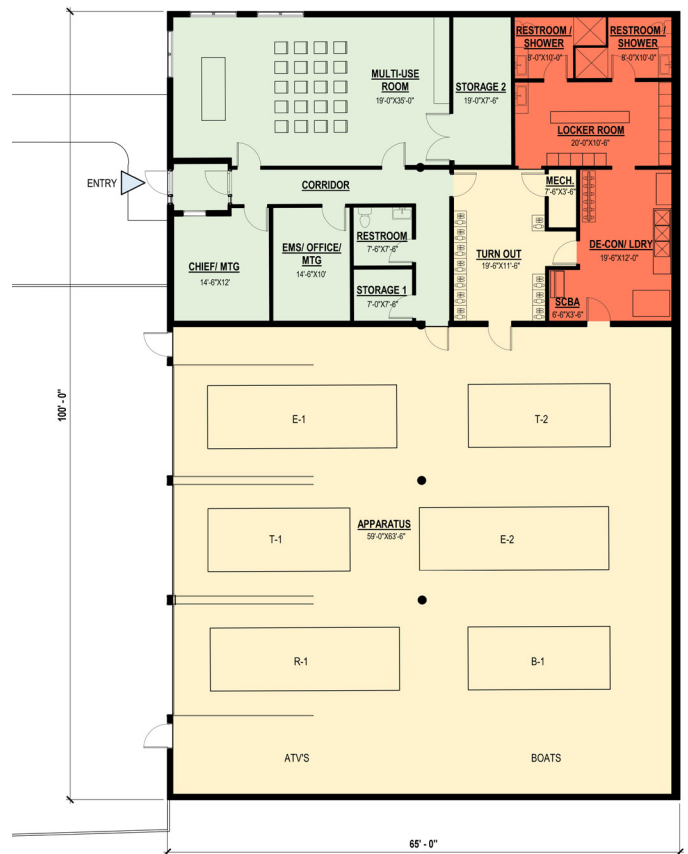 RESTROOM /
SHOWER
8'-0"X10'-0"
RESTROOM /
SHOWER
8'-0"X10'-0"
MULTI-USE
ROOM
19'-0"X35'-0"
STORAGE 2
19'-0"X7'-6"
LOCKER ROOM
20'-0"X10'-6"
ENTRY
CORRIDOR
MECH.
7'-6"X3'-6"
RESTROOM
7'-6"X7'-6"
EMS/ OFFICE/
MTG
14'-6"X10'
CHIEF/ MTG
14'-6"X12'
TURN OUT
19'-6"X11'-6"
DE-CON/ LDRY
19'-6"X12'-0"
STORAGE 1
7'-0"X7'-6"
SCBA
6'-6"X3'-6"
100' - 0"
E-1
T-2
APPARATUS
59'-0"X63'-6"
T-1
E-2
R-1
B-1
ATV'S
BOATS
65' - 0"